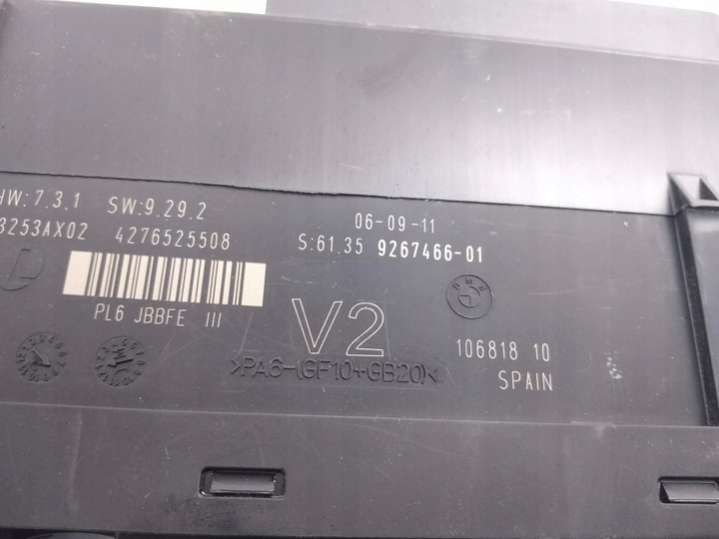 HW:7.3.1 SW:9.29.2
3253AX02 4276525508
06-09-11
S:61.35 9267466-01
PL6 JBBFE III
BMW
V2
>PA6-(GF10+GB20)<
106818 10
SPAIN